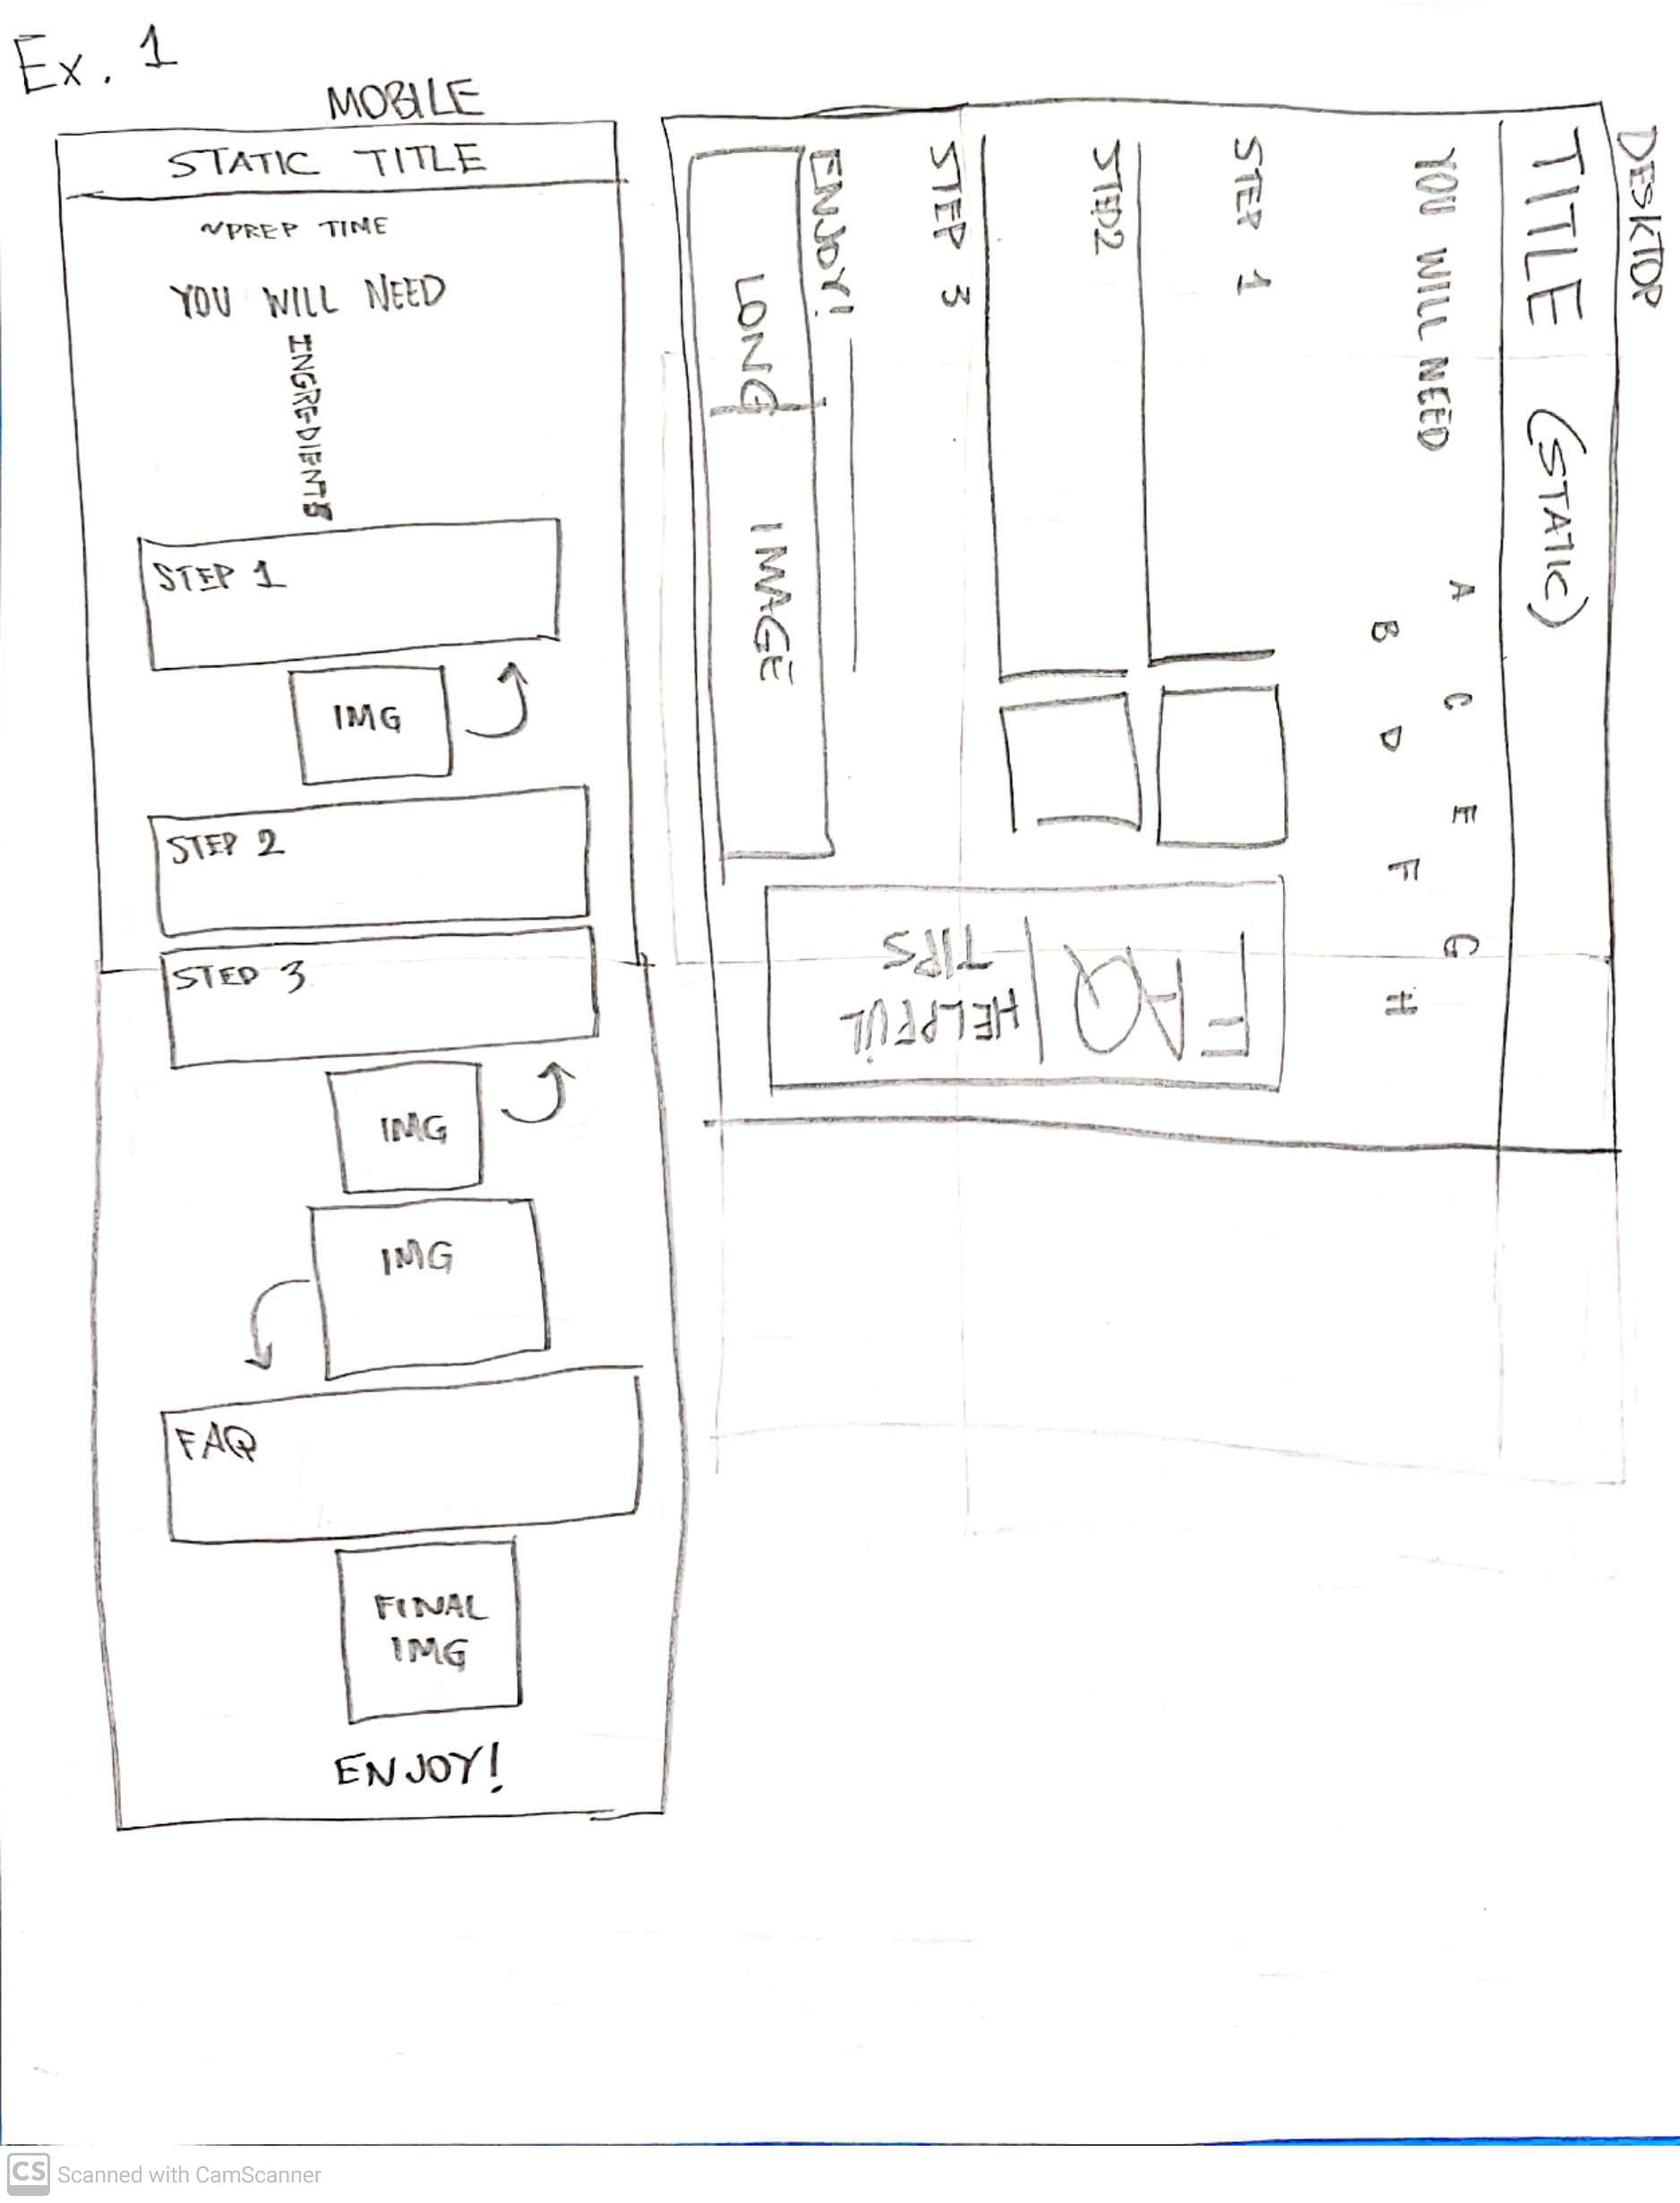 Ex. 1
MOBILE
STATIC TITLE
~PREP TIME
YOU WILL NEED
INGREDIENTS
STEP 1
IMG
STEP 2
STEP 3
IMG
IMG
FAQ
FINAL
IMG
ENJOY!
DESKTOP
TITLE (STATIC)
YOU WILL NEED
A C E G
B D F H
STEP 1
STEP 2
STEP 3
ENJOY!
LONG IMAGE
FAQ
HELPFUL
TIPS
CS Scanned with CamScanner